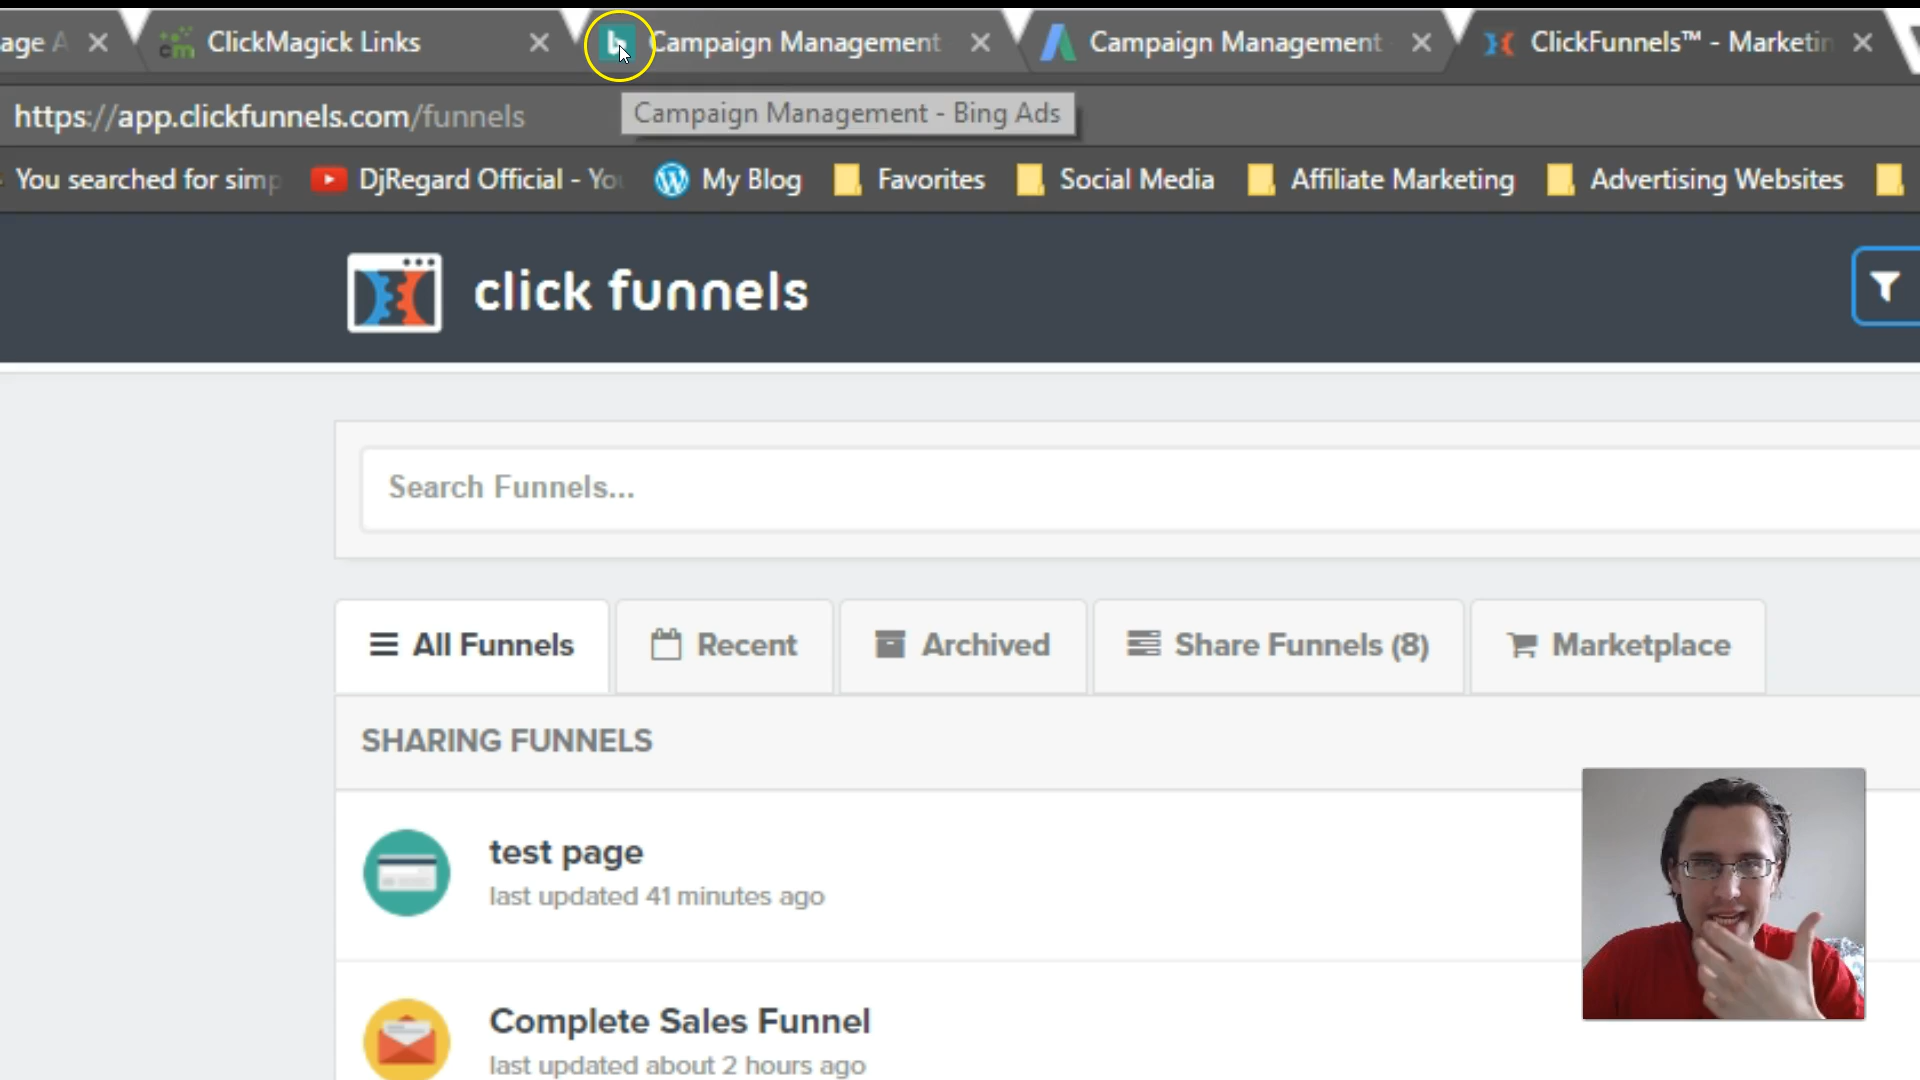 age A
ClickMagick Links
Campaign Management
Campaign Management
ClickFunnels™ - Marketin
https://app.clickfunnels.com/funnels
Campaign Management - Bing Ads
You searched for simp
DjRegard Official - You
My Blog
Favorites
Social Media
Affiliate Marketing
Advertising Websites
click funnels
Search Funnels...
All Funnels
Recent
Archived
Share Funnels (8)
Marketplace
SHARING FUNNELS
test page
last updated 41 minutes ago
Complete Sales Funnel
last updated about 2 hours ago